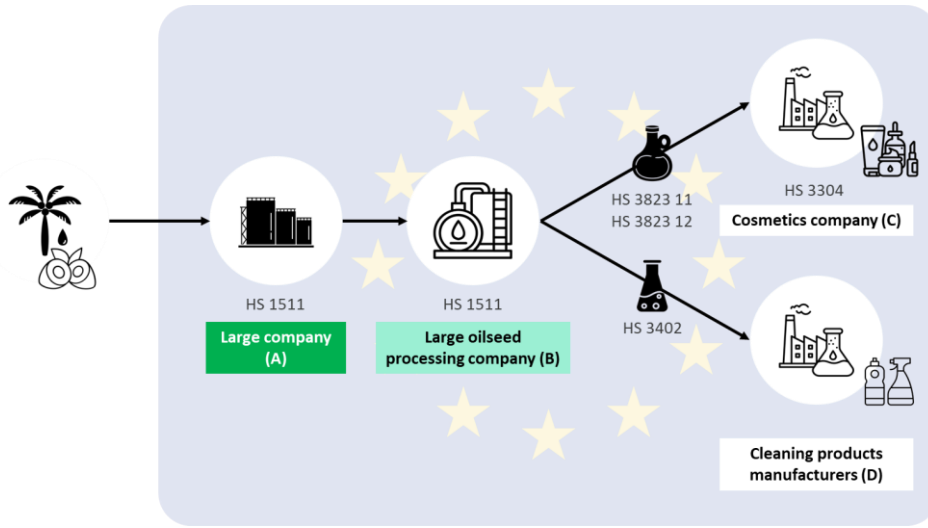 HS 1511
Large company
(A)
HS 1511
Large oilseed
processing company (B)
HS 3823 11
HS 3823 12
HS 3304
Cosmetics company (C)
HS 3402
Cleaning products
manufacturers (D)